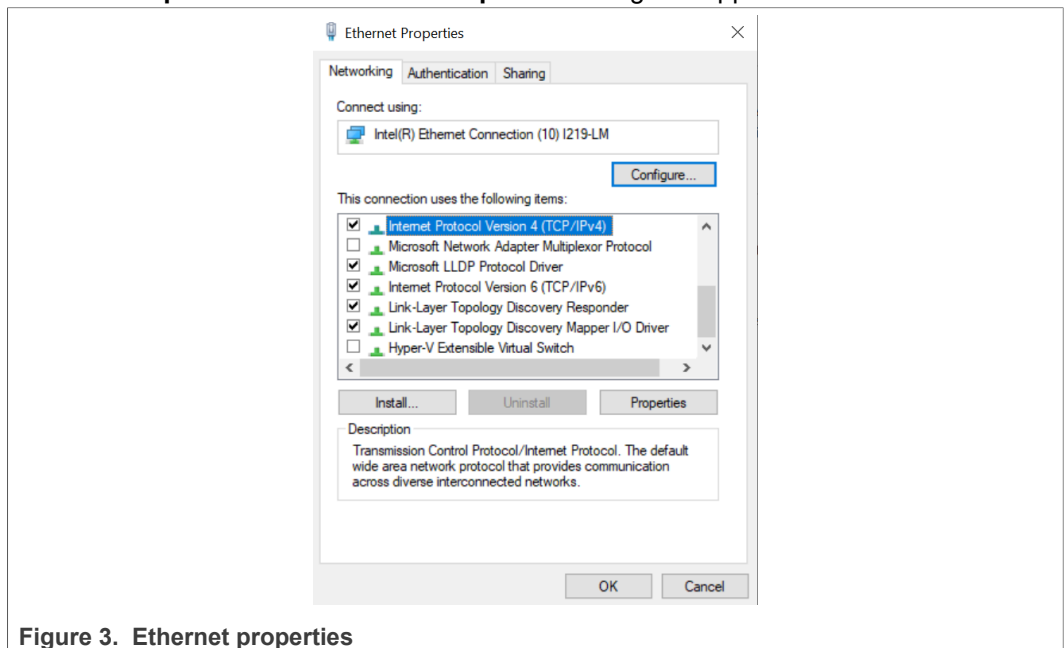 Ethernet Properties
Networking Authentication Sharing
Connect using:
Intel(R) Ethernet Connection (10) I219-LM
Configure...
This connection uses the following items:
Internet Protocol Version 4 (TCP/IPv4)
Microsoft Network Adapter Multiplexor Protocol
Microsoft LLDP Protocol Driver
Internet Protocol Version 6 (TCP/IPv6)
Link-Layer Topology Discovery Responder
Link-Layer Topology Discovery Mapper I/O Driver
Hyper-V Extensible Virtual Switch
Install... Uninstall Properties
Description
Transmission Control Protocol/Internet Protocol. The default
wide area network protocol that provides communication
across diverse interconnected networks.
OK Cancel
Figure 3. Ethernet properties